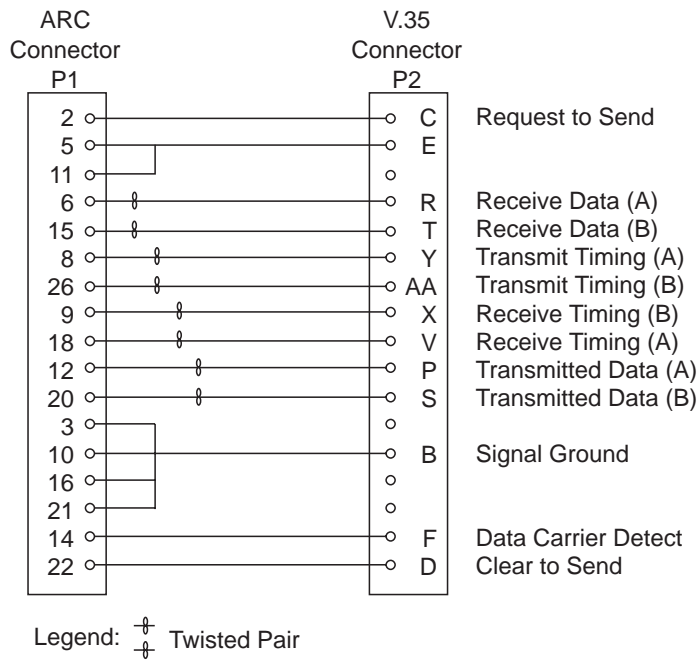 ARC Connector P1
V.35 Connector P2
2 C Request to Send
5 E
11
6 R Receive Data (A)
15 T Receive Data (B)
8 Y Transmit Timing (A)
26 AA Transmit Timing (B)
9 X Receive Timing (B)
18 V Receive Timing (A)
12 P Transmitted Data (A)
20 S Transmitted Data (B)
3
10 B Signal Ground
16
21
14 F Data Carrier Detect
22 D Clear to Send
Legend: Twisted Pair